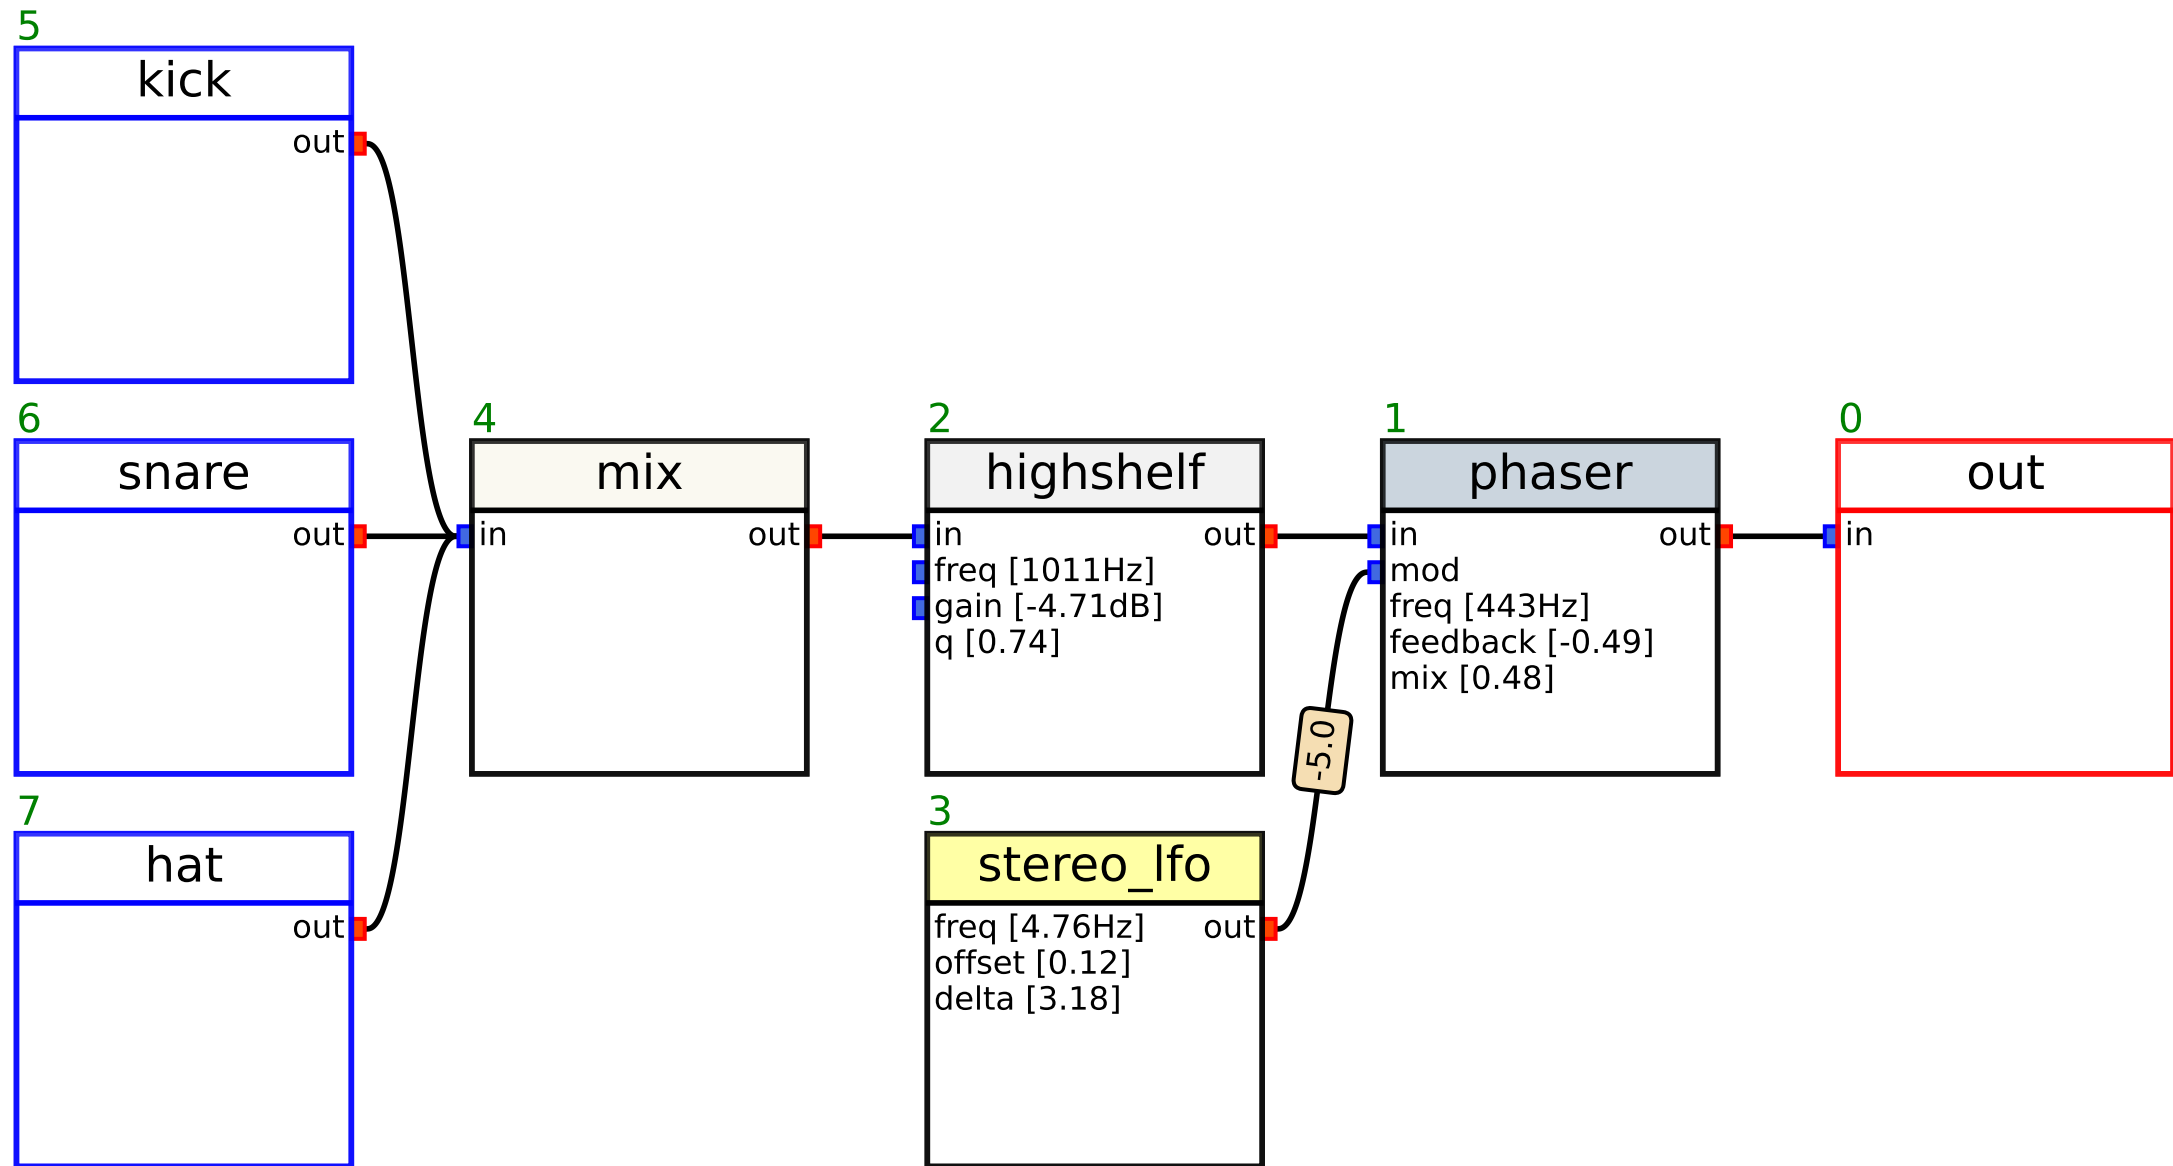 5
kick
out
6
snare
out
7
hat
out
4
mix
in out
2
highshelf
in out
freq [1011Hz]
gain [-4.71dB]
q [0.74]
3
stereo_lfo
freq [4.76Hz] out
offset [0.12]
delta [3.18]
-5.0
1
phaser
in out
mod
freq [443Hz]
feedback [-0.49]
mix [0.48]
0
out
in